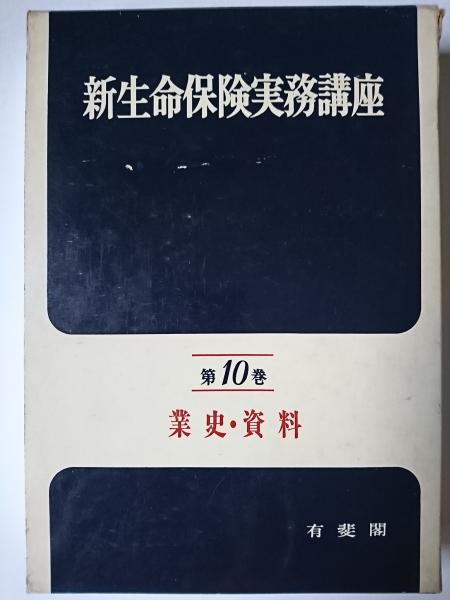 新生命保険実務講座
第10巻
業史・資料
有斐閣